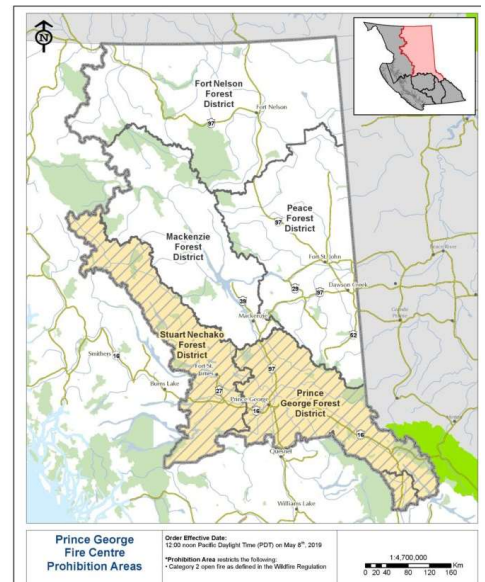 N
Fort Nelson
Forest
District
Fort Nelson
97
Peace
Forest
District
97
Mackenzie
Forest
District
Fort St. John
29
97
Dawson Creek
39
Mackenzie
52
Stuart Nechako
Forest
District
Smithers
16
Fort St.
James
Burns Lake
27
97
Prince
George Forest
District
Prince George
16
16
Quesnel
Williams Lake
Prince George
Fire Centre
Prohibition Areas
Order Effective Date:
12:00 noon Pacific Daylight Time (PDT) on May 8th, 2019
*Prohibition Area restricts the following:
• Category 2 open fire as defined in the Wildfire Regulation
1:4,700,000
0 20 40 80 120 160 Km